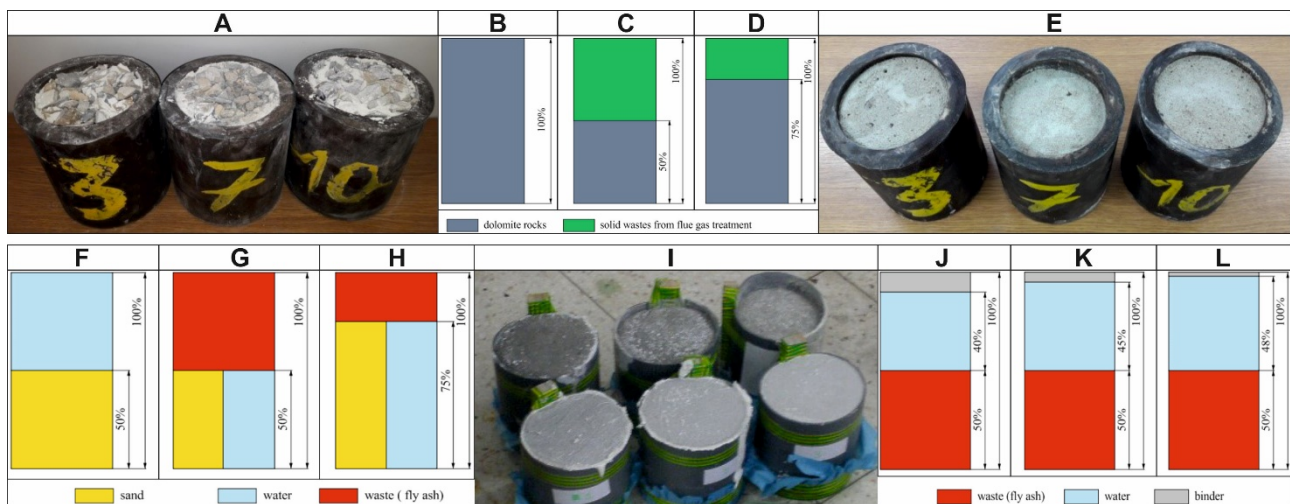 A B C D E
3 7 10
100%
100% 50%
100% 75%
3 7 10
dolomite rocks solid wastes from flue gas treatment
F G H I J K L
100% 50%
100% 50%
100% 75%
100% 40% 50%
100% 45% 50%
100% 48% 50%
sand water waste ( fly ash)
waste (fly ash) water binder